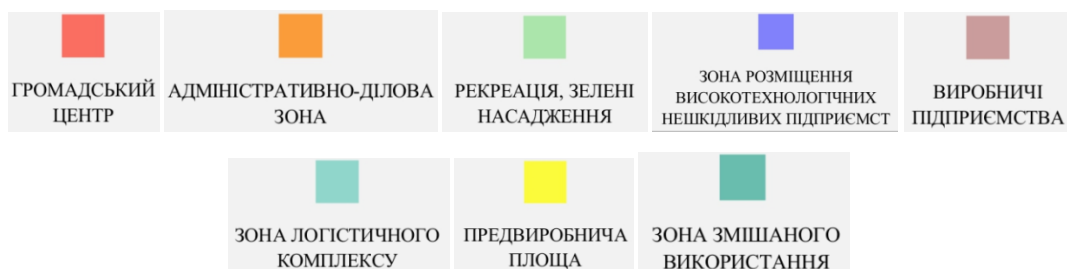 ГРОМАДСЬКИЙ
ЦЕНТР
АДМІНІСТРАТИВНО-ДІЛОВА
ЗОНА
РЕКРЕАЦІЯ, ЗЕЛЕНІ
НАСАДЖЕННЯ
ЗОНА РОЗМІЩЕННЯ
ВИСОКОТЕХНОЛОГІЧНИХ
НЕШКІДЛИВИХ ПІДПРИЄМСТ
ВИРОБНИЧІ
ПІДПРИЄМСТВА
ЗОНА ЛОГІСТИЧНОГО
КОМПЛЕКСУ
ПРЕДВИРОБНИЧА
ПЛОЩА
ЗОНА ЗМІШАНОГО
ВИКОРИСТАННЯ